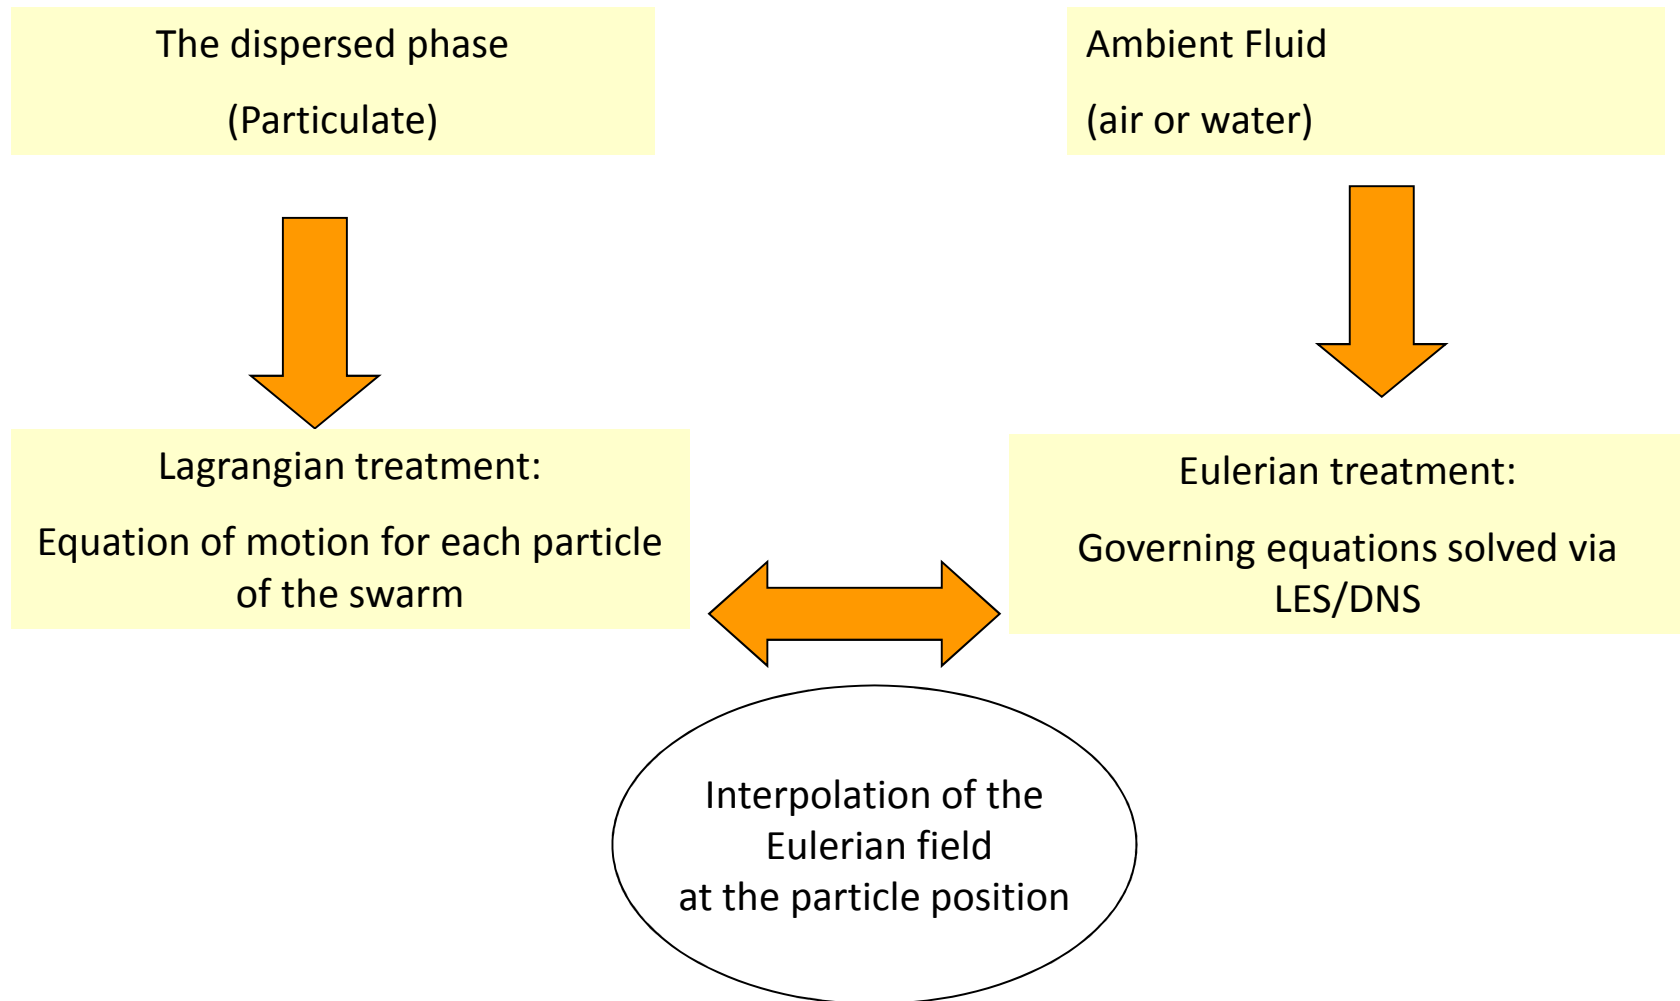 The dispersed phase
(Particulate)
Ambient Fluid
(air or water)
Lagrangian treatment:
Equation of motion for each particle
of the swarm
Eulerian treatment:
Governing equations solved via
LES/DNS
Interpolation of the
Eulerian field
at the particle position